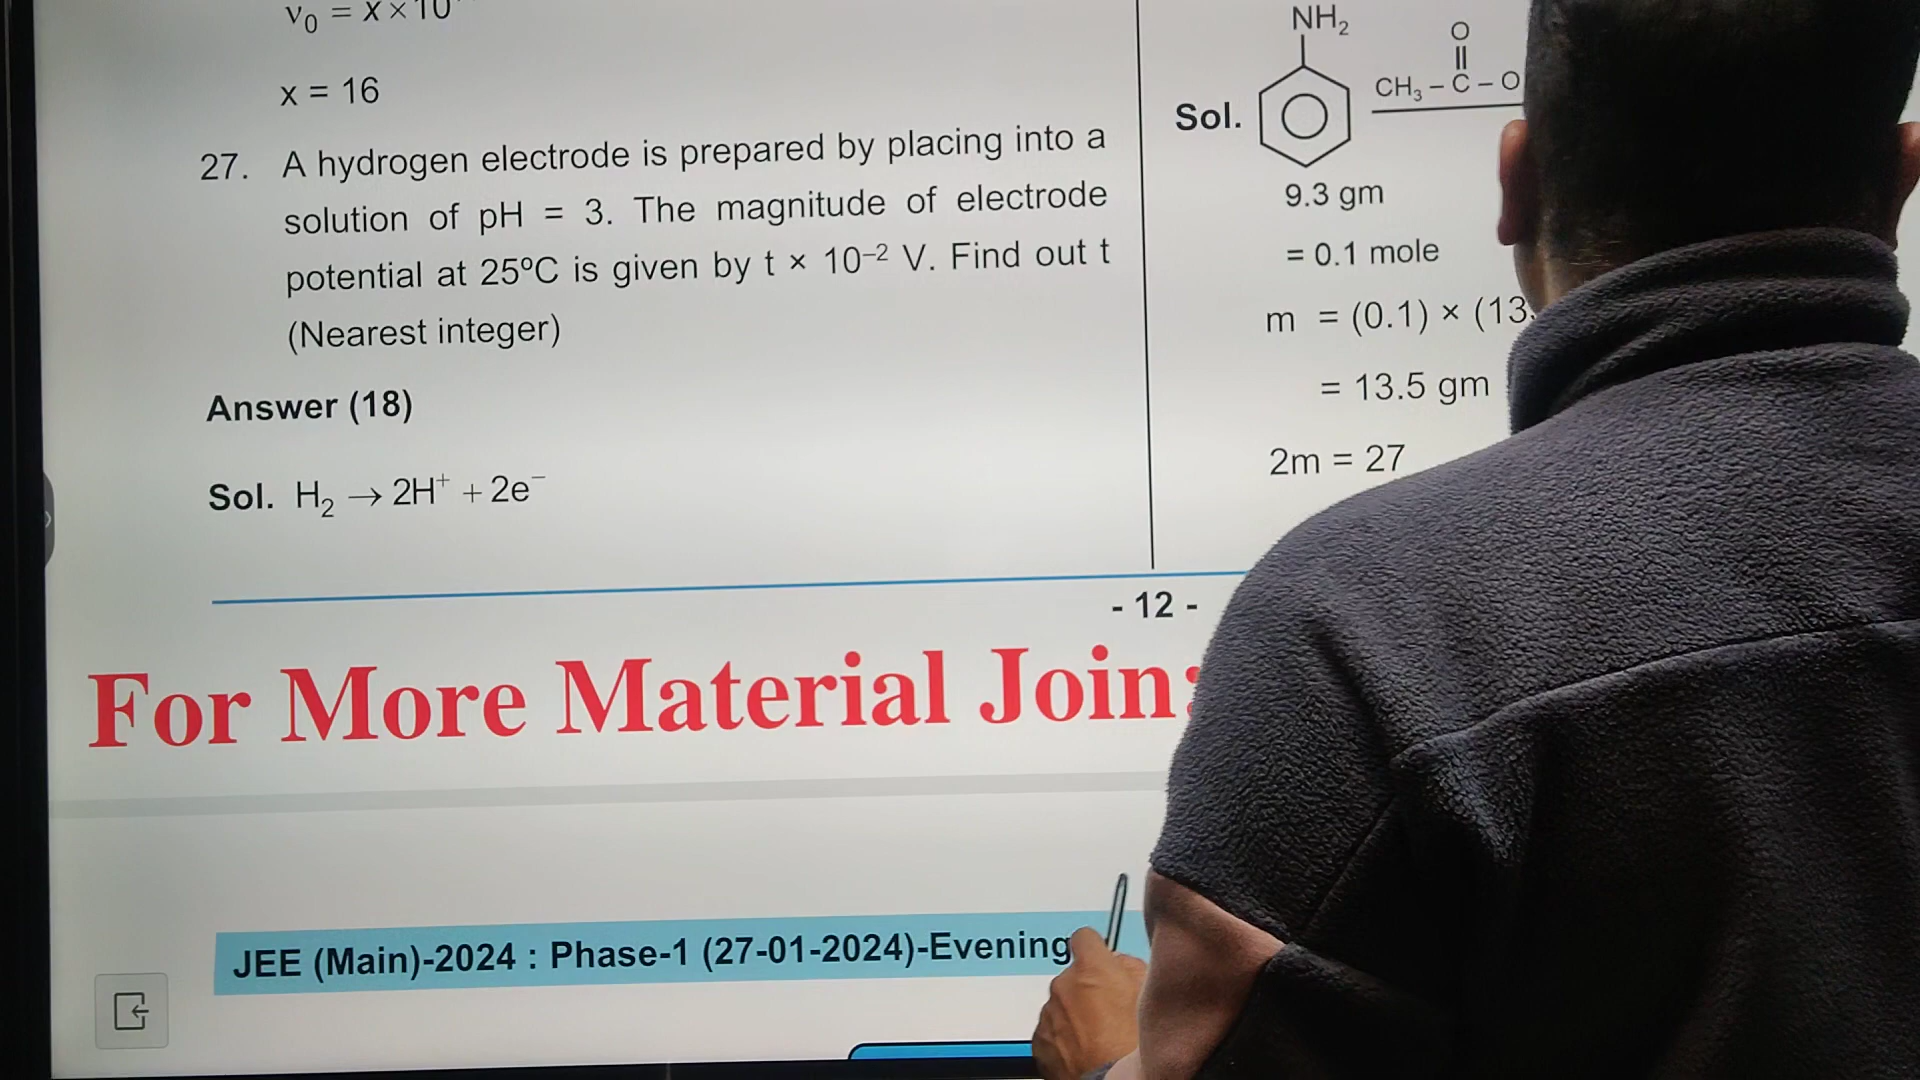 ν₀ = x × 10
x = 16
27. A hydrogen electrode is prepared by placing into a
solution of pH = 3. The magnitude of electrode
potential at 25ºC is given by t × 10⁻² V. Find out t
(Nearest integer)
Answer (18)
Sol. H₂ → 2H⁺ + 2e⁻
NH₂
O
Sol. CH₃ – C – O
9.3 gm
= 0.1 mole
m = (0.1) × (13
= 13.5 gm
2m = 27
- 12 -
For More Material Join:
JEE (Main)-2024 : Phase-1 (27-01-2024)-Evening